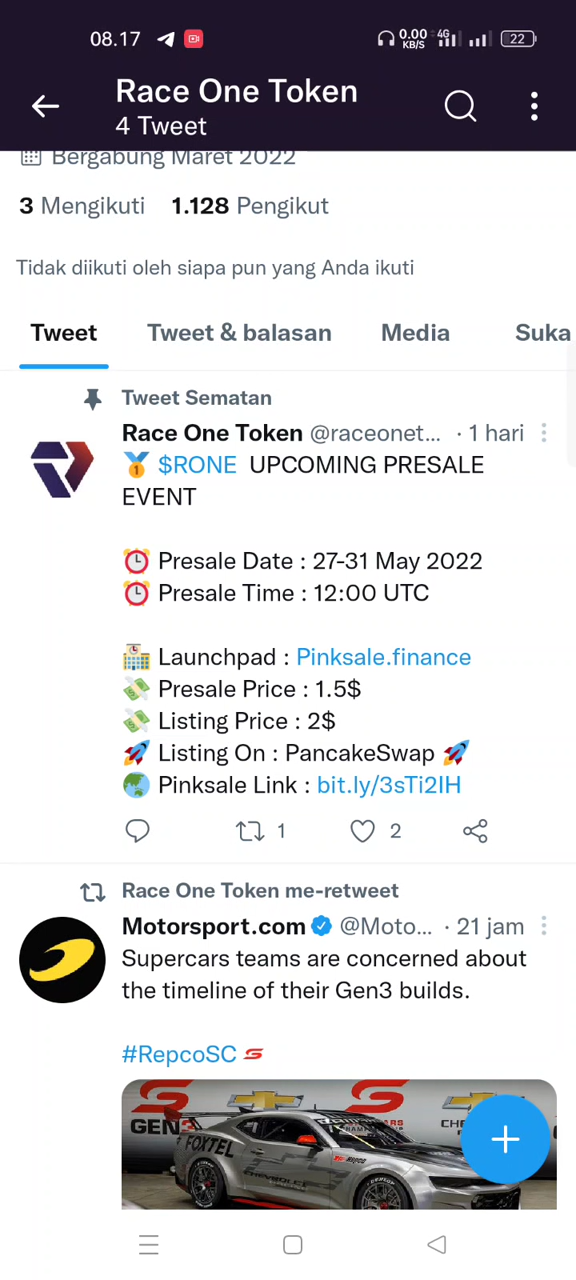 08.17
0.00 KB/S 4G 22
Race One Token
4 Tweet
Bergabung Maret 2022
3 Mengikuti 1.128 Pengikut
Tidak diikuti oleh siapa pun yang Anda ikuti
Tweet Tweet & balasan Media Suka
Tweet Sematan
Race One Token @raceonet... · 1 hari
🥇 $RONE UPCOMING PRESALE
EVENT
⏰ Presale Date : 27-31 May 2022
⏰ Presale Time : 12:00 UTC
🏫 Launchpad : Pinksale.finance
💸 Presale Price : 1.5$
💸 Listing Price : 2$
🚀 Listing On : PancakeSwap 🚀
🌏 Pinksale Link : bit.ly/3sTi2IH
1 2
Race One Token me-retweet
Motorsport.com @Moto... · 21 jam
Supercars teams are concerned about
the timeline of their Gen3 builds.
#RepcoSC
GEN3
FOXTEL
CHEVROLET
Repco